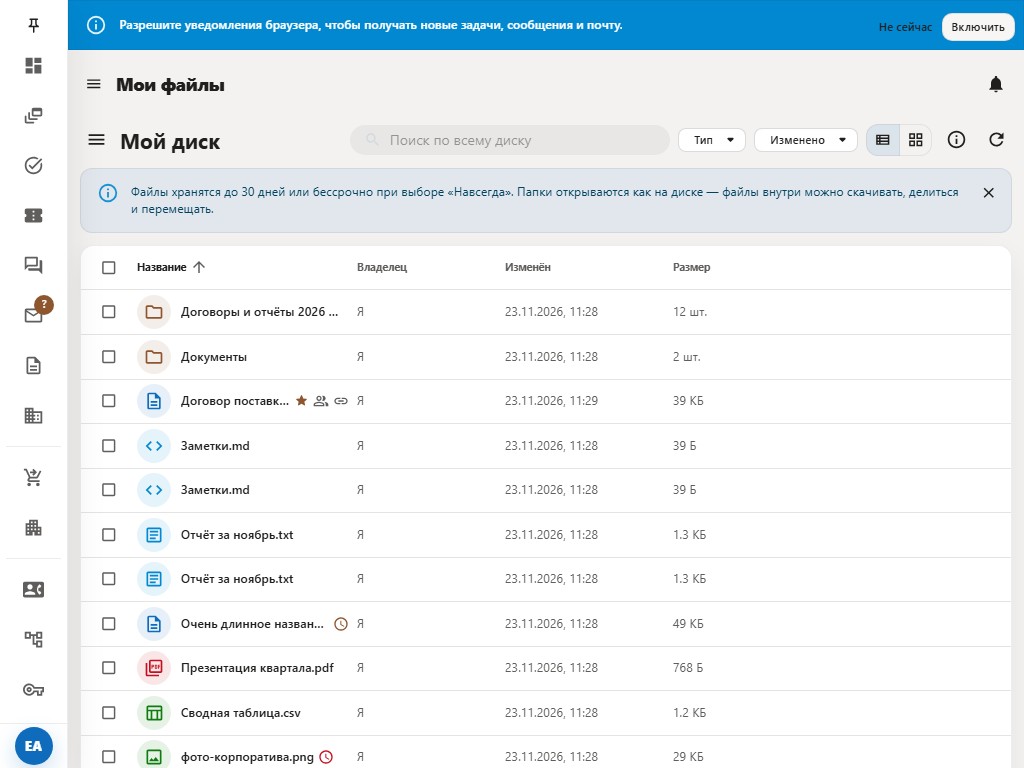 Разрешите уведомления браузера, чтобы получать новые задачи, сообщения и почту.
Не сейчас
Включить
Мои файлы
Мой диск
Поиск по всему диску
Тип
Изменено
Файлы хранятся до 30 дней или бессрочно при выборе «Навсегда». Папки открываются как на диске — файлы внутри можно скачивать, делиться
и перемещать.
Название Владелец Изменён Размер
Договоры и отчёты 2026 ... Я 23.11.2026, 11:28 12 шт.
Документы Я 23.11.2026, 11:28 2 шт.
Договор поставк... Я 23.11.2026, 11:29 39 КБ
Заметки.md Я 23.11.2026, 11:28 39 Б
Заметки.md Я 23.11.2026, 11:28 39 Б
Отчёт за ноябрь.txt Я 23.11.2026, 11:28 1.3 КБ
Отчёт за ноябрь.txt Я 23.11.2026, 11:28 1.3 КБ
Очень длинное назван... Я 23.11.2026, 11:28 49 КБ
PDF Презентация квартала.pdf Я 23.11.2026, 11:28 768 Б
Сводная таблица.csv Я 23.11.2026, 11:28 1.2 КБ
фото-корпоратива.png Я 23.11.2026, 11:28 29 КБ
?
ЕА